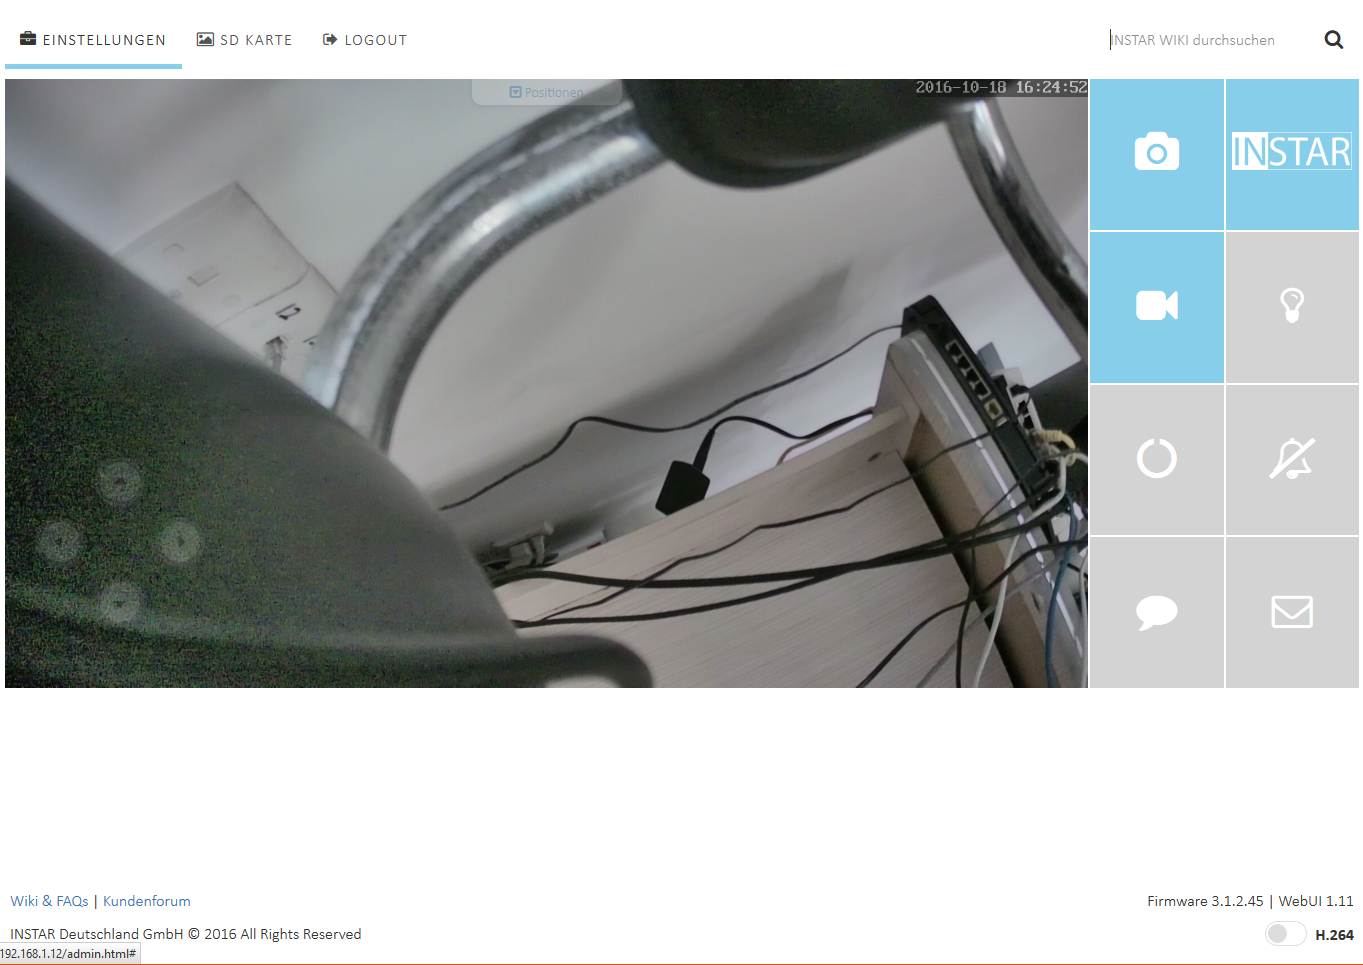 EINSTELLUNGEN SD KARTE LOGOUT INSTAR WIKI durchsuchen
Positionen
2016-10-18 16:24:52
INSTAR
Wiki & FAQs | Kundenforum
Firmware 3.1.2.45 | WebUI 1.11
INSTAR Deutschland GmbH © 2016 All Rights Reserved
H.264
192.168.1.12/admin.html#